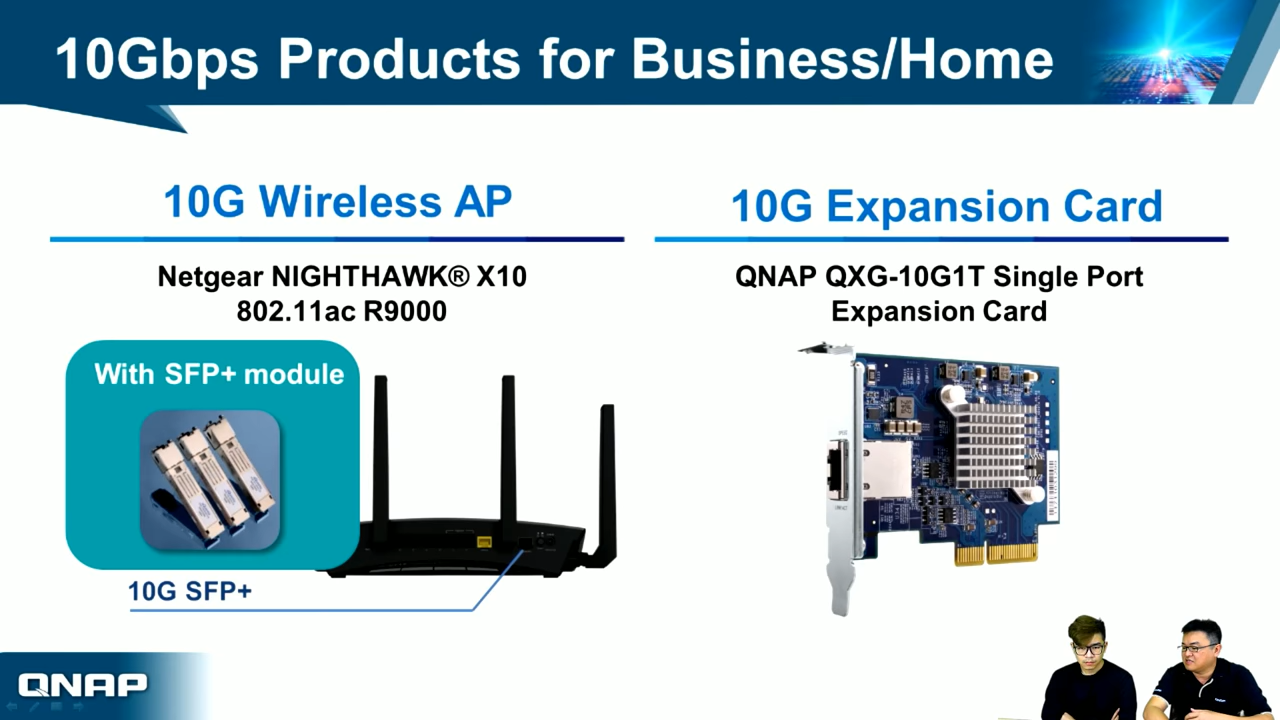 10Gbps Products for Business/Home
10G Wireless AP
Netgear NIGHTHAWK® X10
802.11ac R9000
With SFP+ module
10G SFP+
10G Expansion Card
QNAP QXG-10G1T Single Port
Expansion Card
QNAP